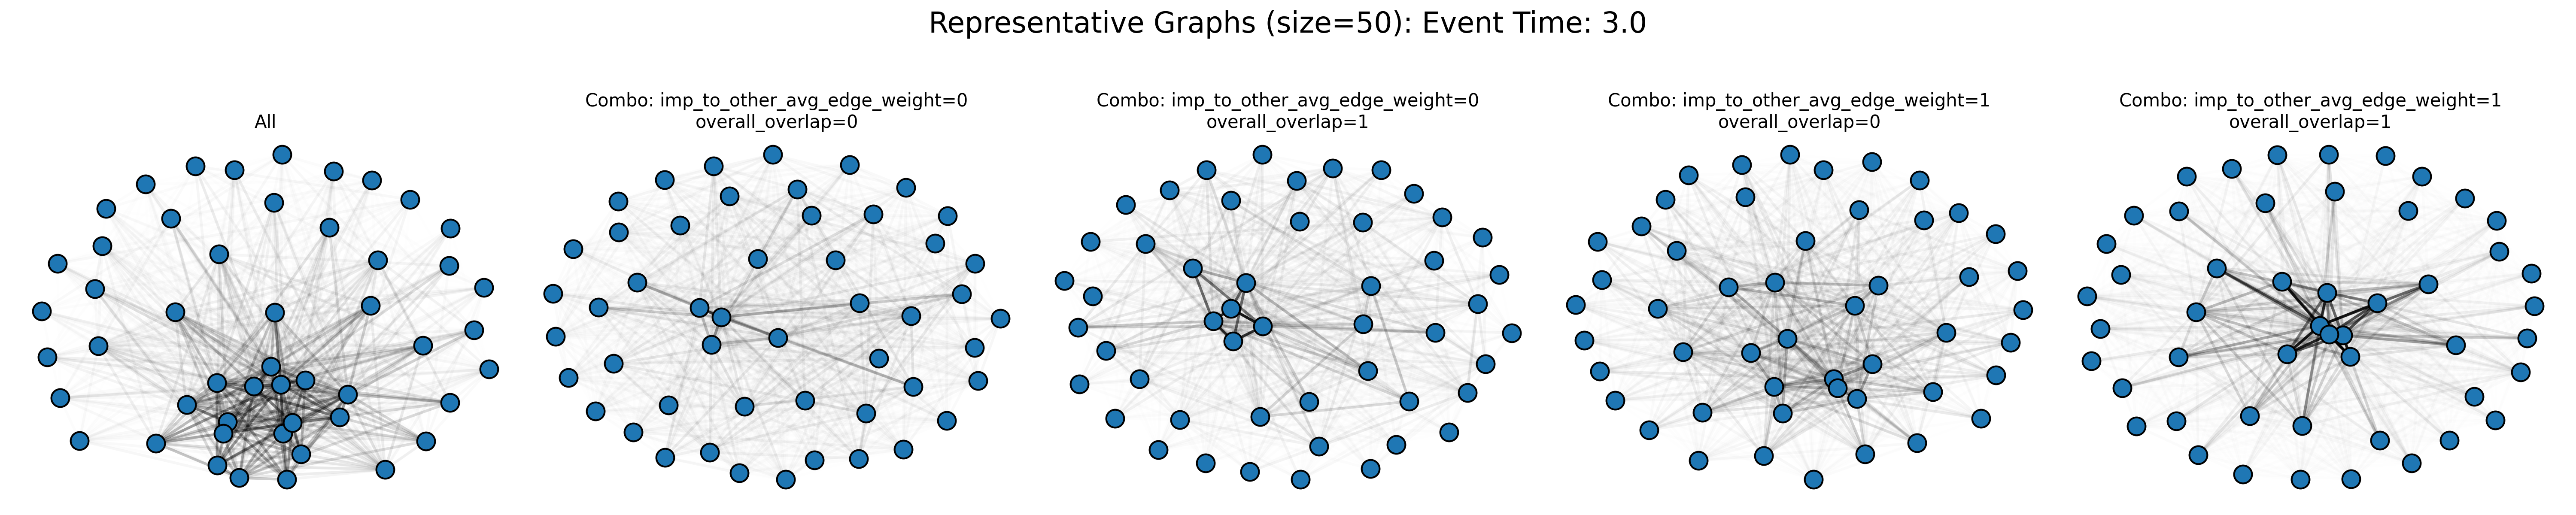 Representative Graphs (size=50): Event Time: 3.0
All
Combo: imp_to_other_avg_edge_weight=0
overall_overlap=0
Combo: imp_to_other_avg_edge_weight=0
overall_overlap=1
Combo: imp_to_other_avg_edge_weight=1
overall_overlap=0
Combo: imp_to_other_avg_edge_weight=1
overall_overlap=1